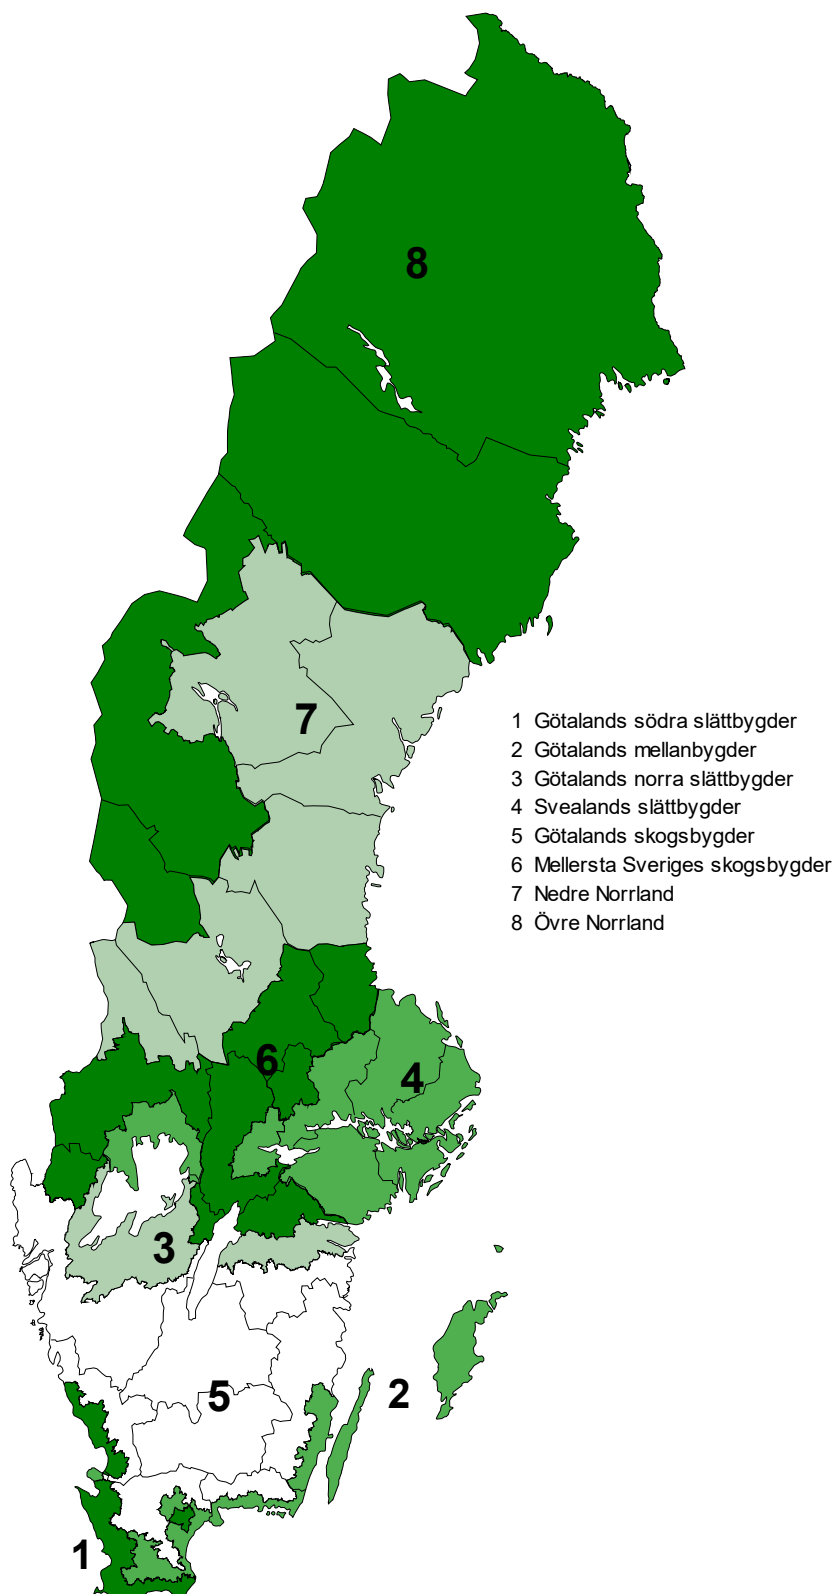 8
7
1 Götalands södra slättbygder
2 Götalands mellanbygder
3 Götalands norra slättbygder
4 Svealands slättbygder
5 Götalands skogsbygder
6 Mellersta Sveriges skogsbygder
7 Nedre Norrland
8 Övre Norrland
6
4
3
2
5
1